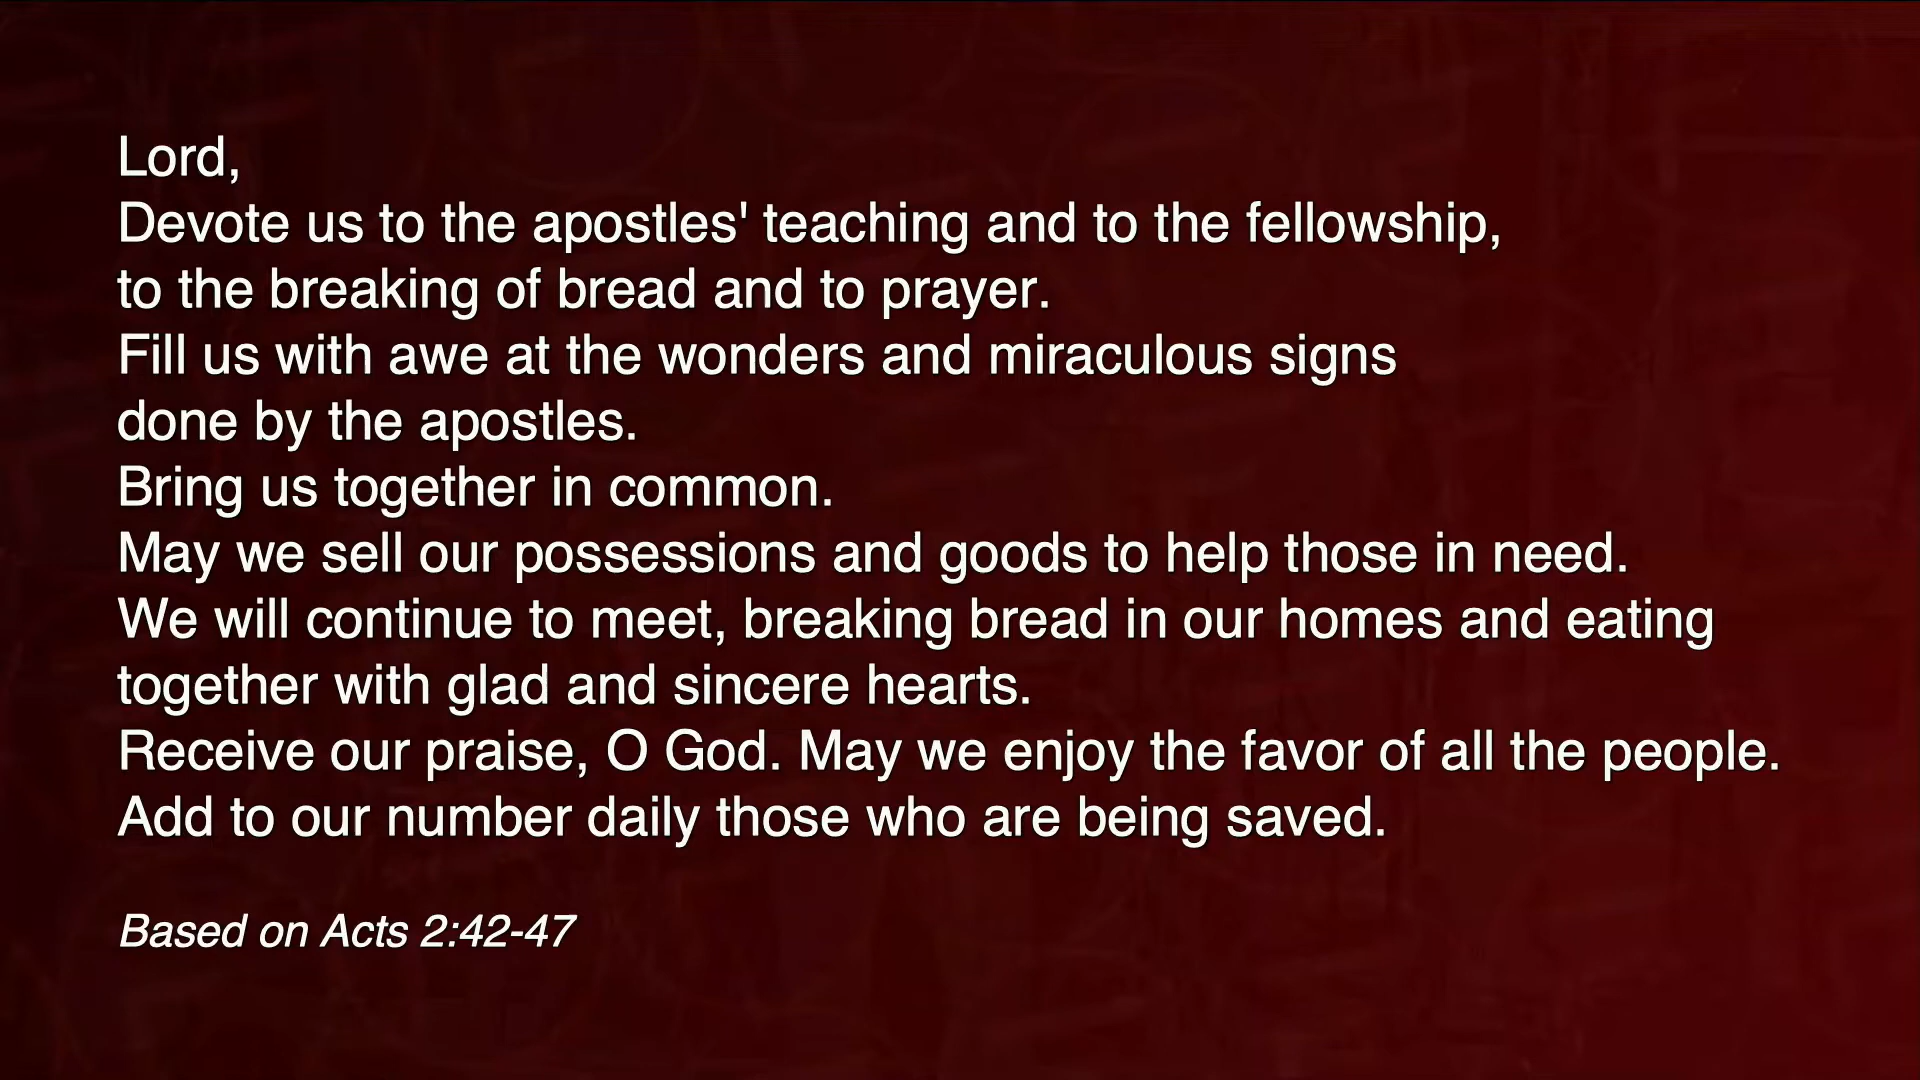 Lord,
Devote us to the apostles' teaching and to the fellowship,
to the breaking of bread and to prayer.
Fill us with awe at the wonders and miraculous signs
done by the apostles.
Bring us together in common.
May we sell our possessions and goods to help those in need.
We will continue to meet, breaking bread in our homes and eating
together with glad and sincere hearts.
Receive our praise, O God. May we enjoy the favor of all the people.
Add to our number daily those who are being saved.
Based on Acts 2:42-47